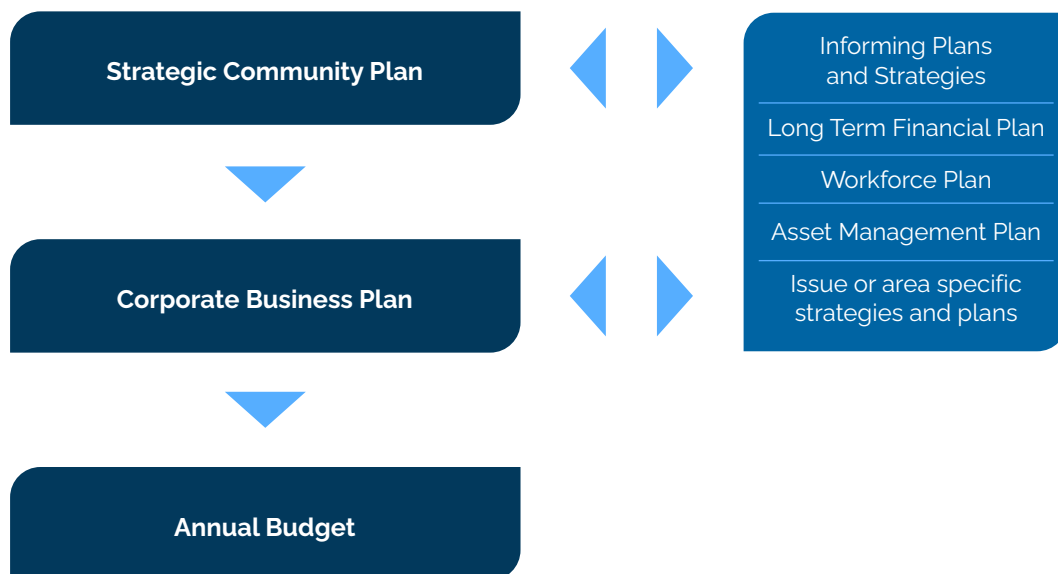 Strategic Community Plan
Corporate Business Plan
Annual Budget
Informing Plans
and Strategies
Long Term Financial Plan
Workforce Plan
Asset Management Plan
Issue or area specific
strategies and plans